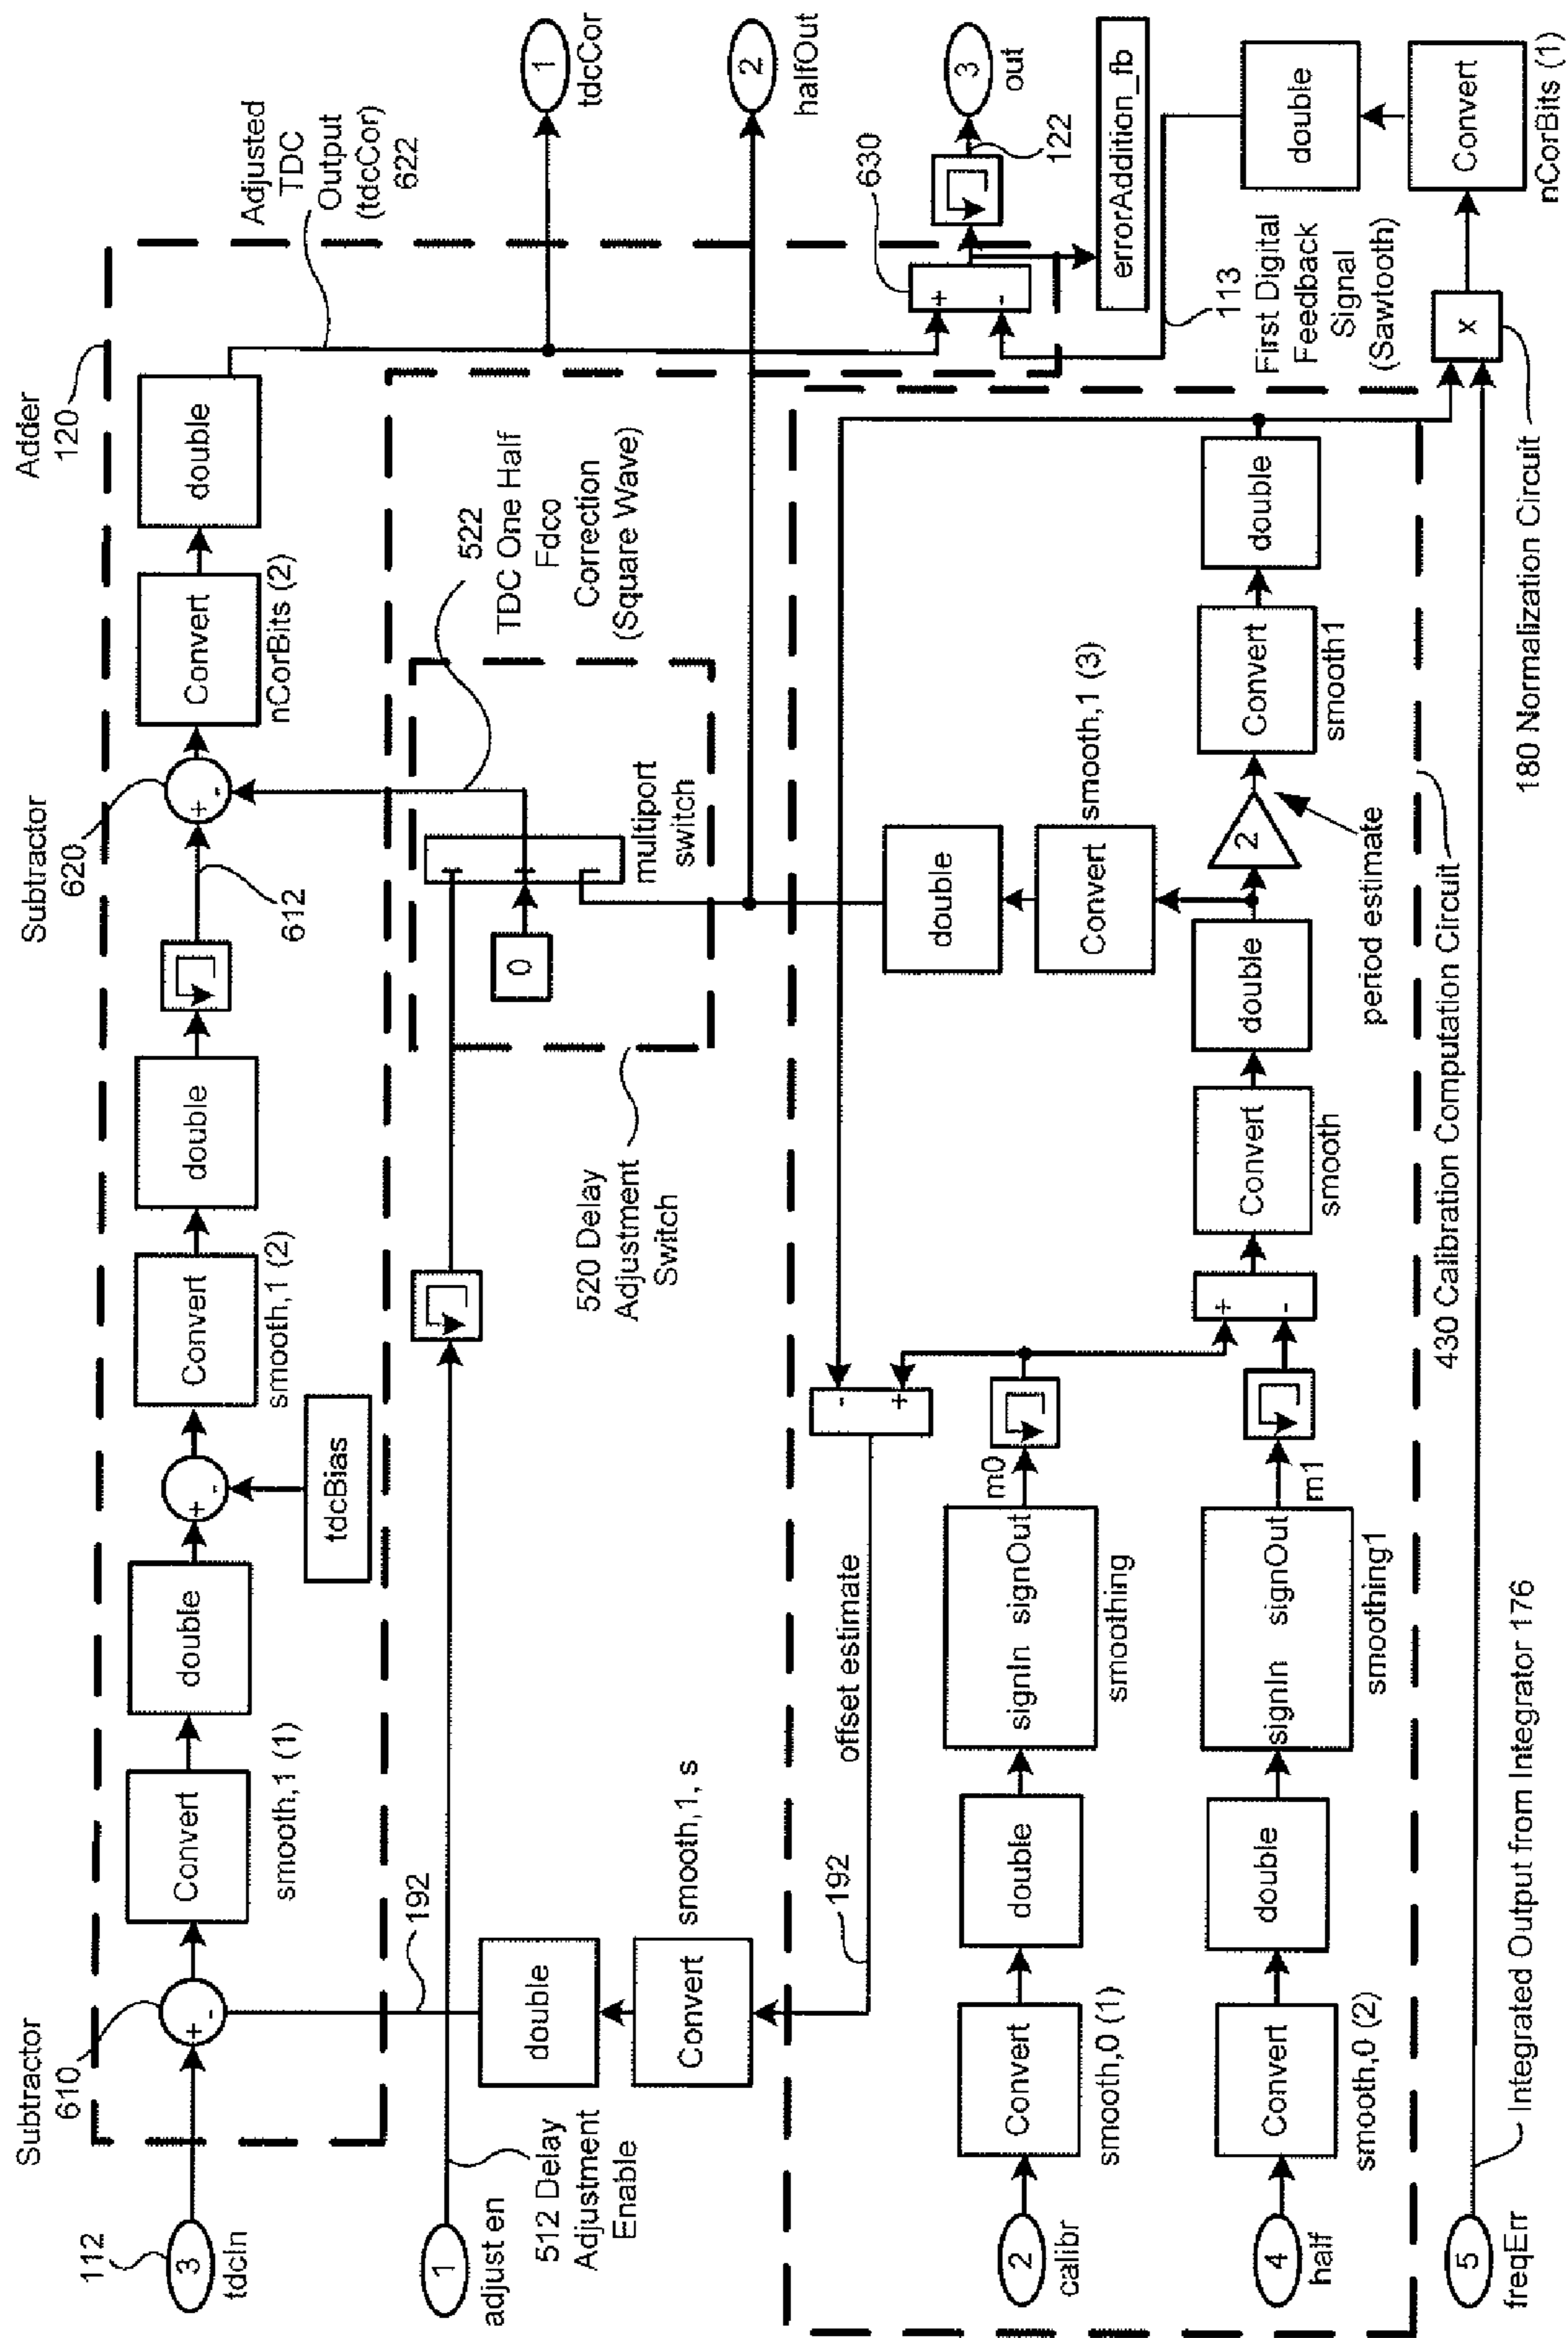 Subtractor
610
Subtractor
620
Adder
120
Adjusted
TDC
Output
(tdcCor)
622
112
3
tdcIn
+
-
Convert
smooth,1 (1)
double
+
-
tdcBias
Convert
smooth,1 (2)
double
612
+
-
Convert
nCorBits (2)
double
1
tdcCor
1
adjust en
512 Delay
Adjustment
Enable
192
double
Convert
smooth,1, s
520 Delay
Adjustment
Switch
0
multiport
switch
522
TDC One Half
Fdco
Correction
(Square Wave)
2
halfOut
630
+
-
122
3
out
errorAddition_fb
192
offset estimate
-
+
2
calibr
Convert
smooth,0 (1)
double
signIn signOut
smoothing
m0
4
half
Convert
smooth,0 (2)
double
signIn signOut
smoothing1
m1
+
-
Convert
smooth
double
Convert
smooth,1 (3)
double
2
period estimate
Convert
smooth1
double
113
First Digital
Feedback
Signal
(Sawtooth)
double
Convert
nCorBits (1)
x
5
freqErr
Integrated Output from Integrator 176
430 Calibration Computation Circuit
180 Normalization Circuit